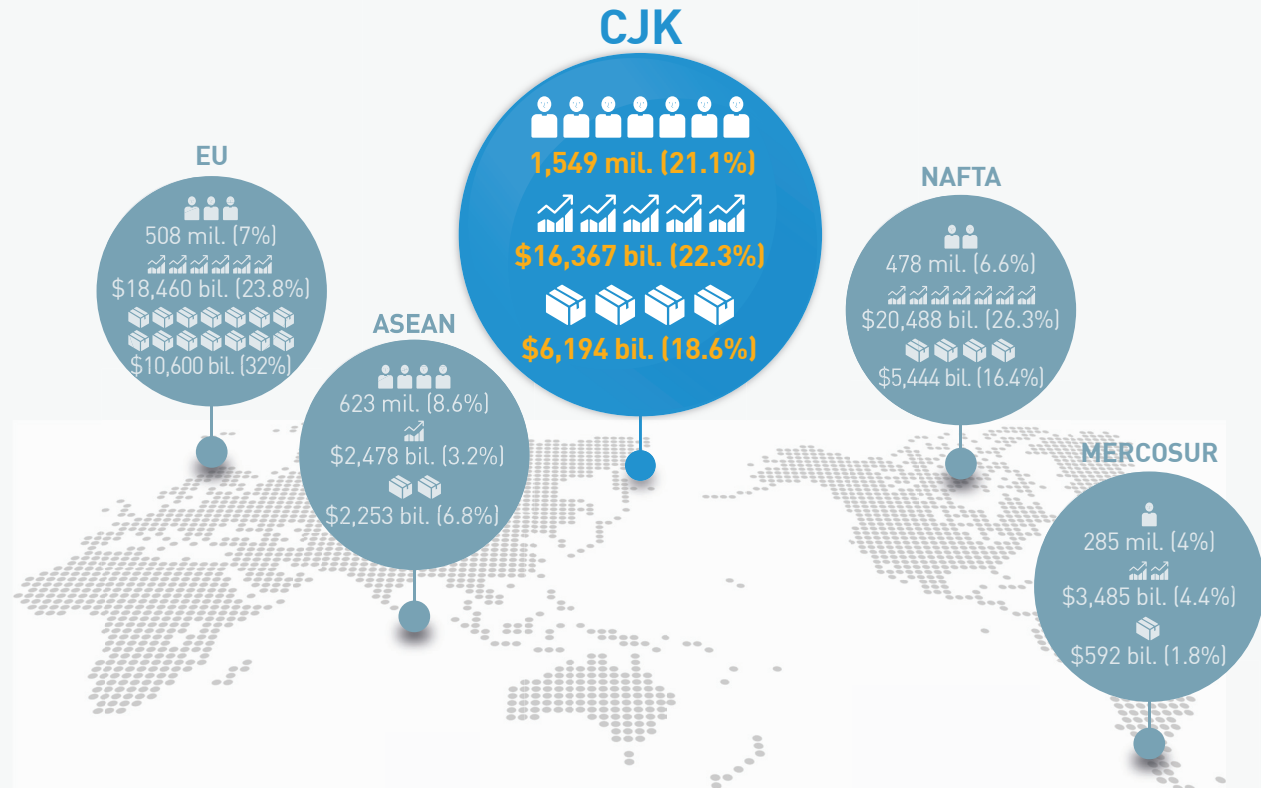 CJK
1,549 mil. (21.1%)
$16,367 bil. (22.3%)
$6,194 bil. (18.6%)
EU
508 mil. (7%)
$18,460 bil. (23.8%)
$10,600 bil. (32%)
ASEAN
623 mil. (8.6%)
$2,478 bil. (3.2%)
$2,253 bil. (6.8%)
NAFTA
478 mil. (6.6%)
$20,488 bil. (26.3%)
$5,444 bil. (16.4%)
MERCOSUR
285 mil. (4%)
$3,485 bil. (4.4%)
$592 bil. (1.8%)